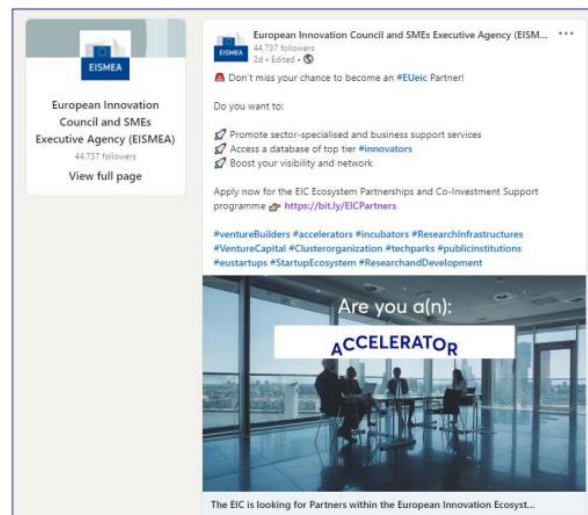 EISMEA
European Innovation
Council and SMEs
Executive Agency (EISMEA)
44,737 followers
View full page
EISMEA
European Innovation Council and SMEs Executive Agency (EISM...
44,737 followers
2d • Edited •
Don't miss your chance to become an #EUeic Partner!
Do you want to:
Promote sector-specialised and business support services
Access a database of top tier #innovators
Boost your visibility and network
Apply now for the EIC Ecosystem Partnerships and Co-Investment Support
programme https://bit.ly/EICPartners
#ventureBuilders #accelerators #incubators #ResearchInfrastructures
#VentureCapital #Clusterorganization #techparks #publicinstitutions
#eustartups #StartupEcosystem #ResearchandDevelopment
Are you a(n):
ACCELERATOR
The EIC is looking for Partners within the European Innovation Ecosyst...